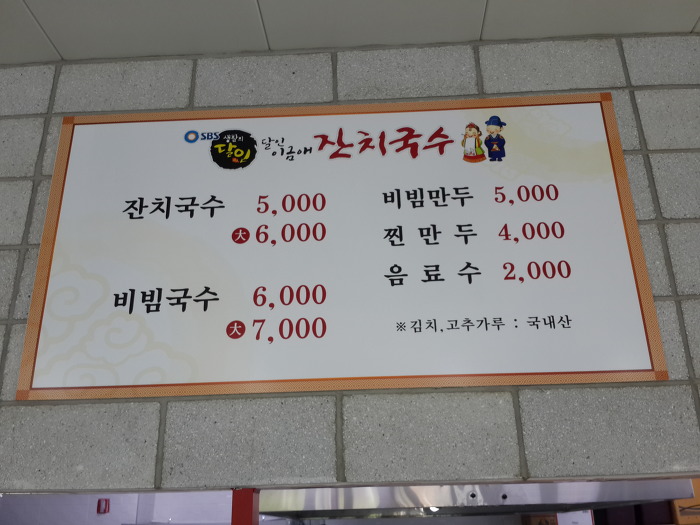 SBS 생활의 달인 달인 이금애 잔치국수
잔치국수 5,000
大 6,000
비빔국수 6,000
大 7,000
비빔만두 5,000
찐만두 4,000
음료수 2,000
※김치,고추가루 : 국내산